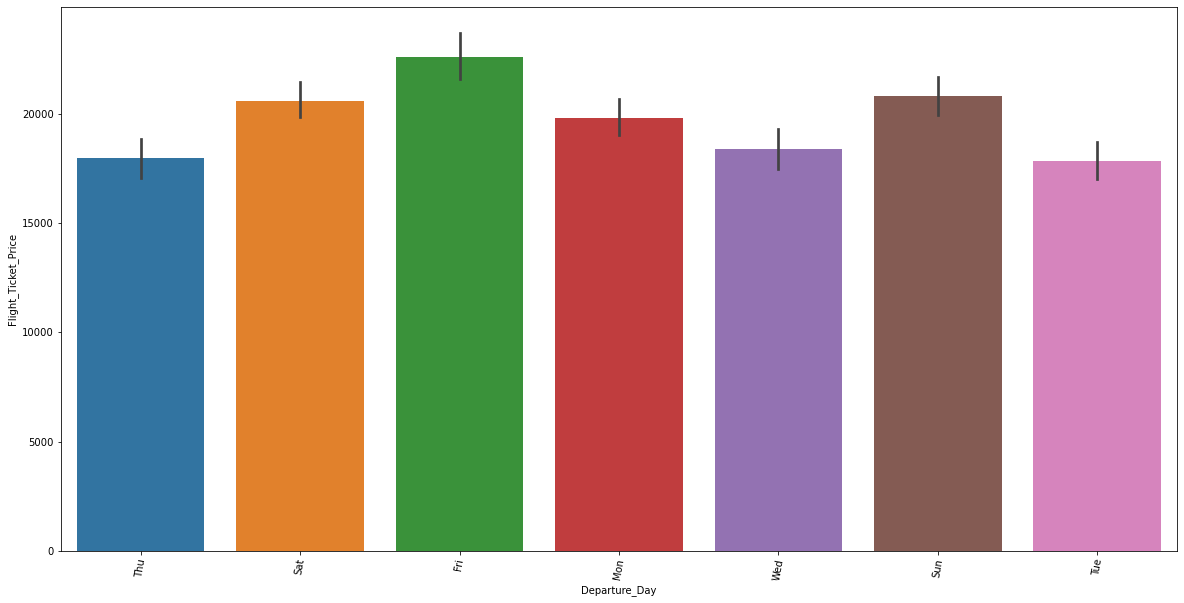 Flight_Ticket_Price
20000
15000
10000
5000
0
Thu Sat Fri Mon Wed Sun Tue
Departure_Day